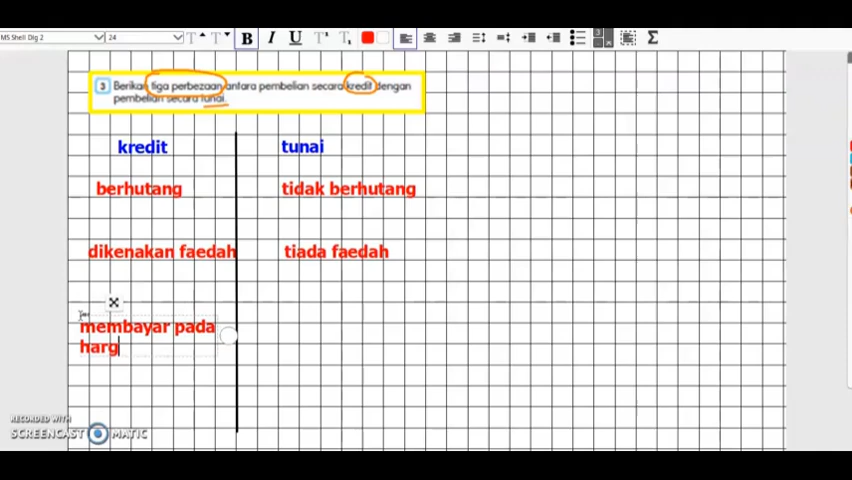 MS Shell Dlg 2 24
B I U
3 Berikan tiga perbezaan antara pembelian secara kredit dengan
pembelian secara tunai.
kredit tunai
berhutang tidak berhutang
dikenakan faedah tiada faedah
membayar pada
harg
RECORDED WITH
SCREENCAST MATIC